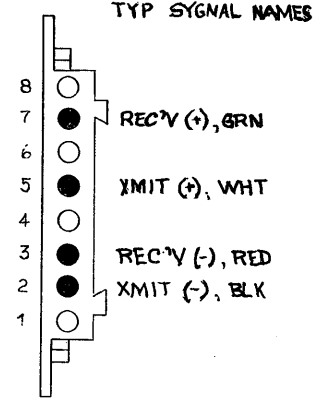 TYP SYGNAL NAMES
8
7 REC'V (+), GRN
6
5 XMIT (+), WHT
4
3 REC'V (-), RED
2 XMIT (-), BLK
1